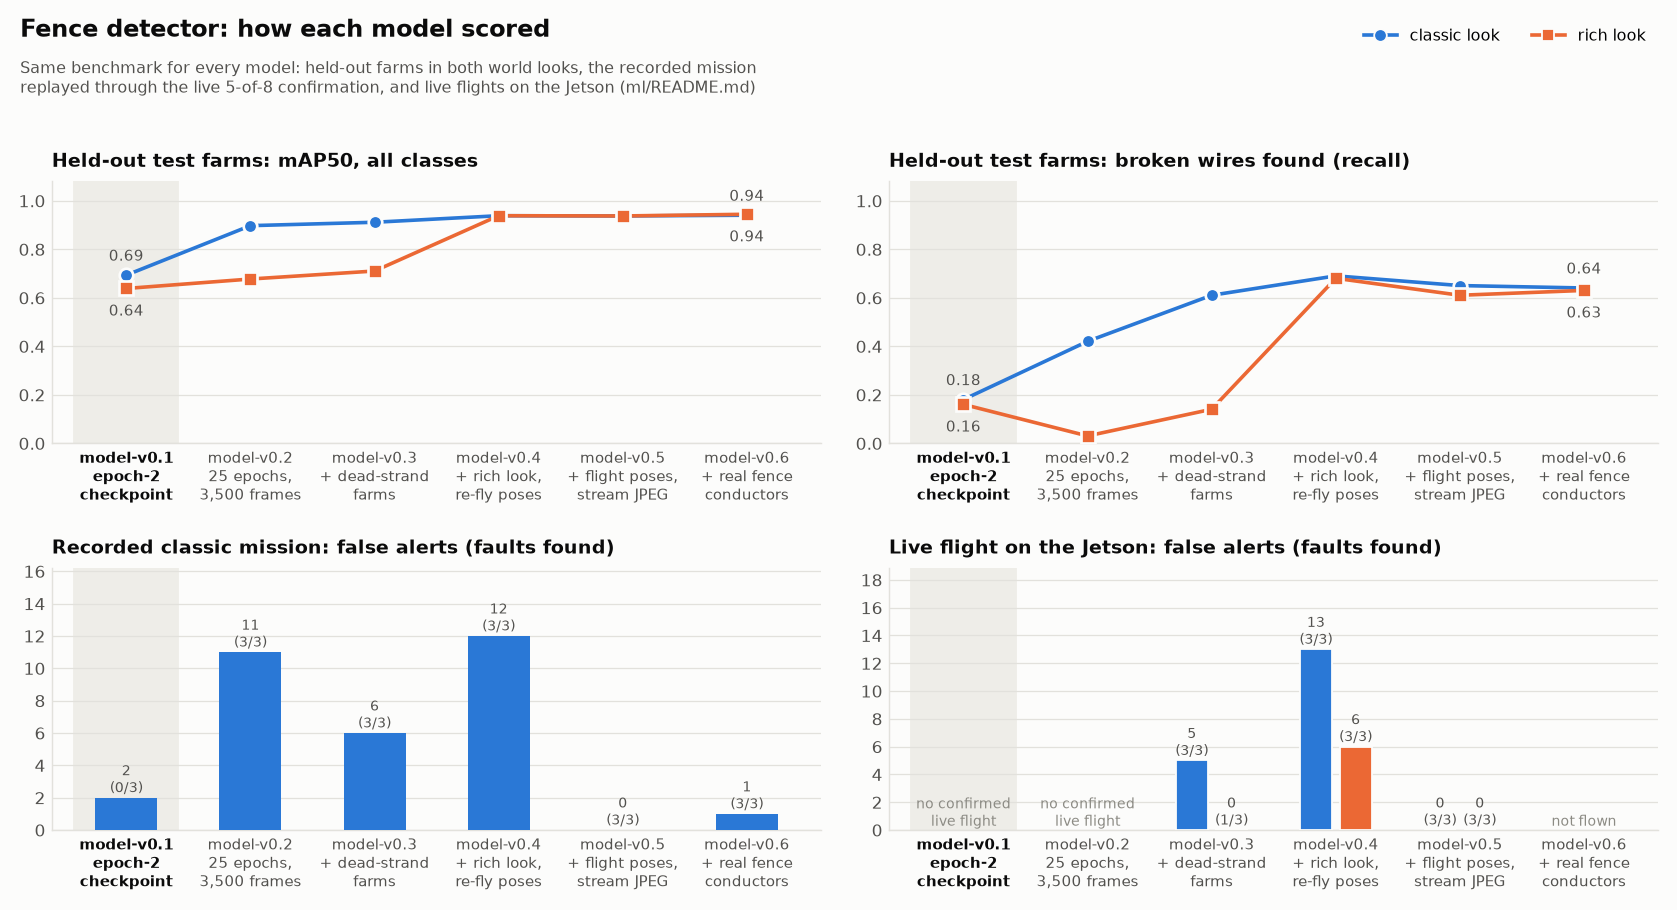 Fence detector: how each model scored
classic look
rich look
Same benchmark for every model: held-out farms in both world looks, the recorded mission
replayed through the live 5-of-8 confirmation, and live flights on the Jetson (ml/README.md)
Held-out test farms: mAP50, all classes
1.0
0.8
0.6
0.4
0.2
0.0
0.69
0.64
0.94
0.94
model-v0.1
epoch-2
checkpoint
model-v0.2
25 epochs,
3,500 frames
model-v0.3
+ dead-strand
farms
model-v0.4
+ rich look,
re-fly poses
model-v0.5
+ flight poses,
stream JPEG
model-v0.6
+ real fence
conductors
Held-out test farms: broken wires found (recall)
1.0
0.8
0.6
0.4
0.2
0.0
0.18
0.16
0.64
0.63
model-v0.1
epoch-2
checkpoint
model-v0.2
25 epochs,
3,500 frames
model-v0.3
+ dead-strand
farms
model-v0.4
+ rich look,
re-fly poses
model-v0.5
+ flight poses,
stream JPEG
model-v0.6
+ real fence
conductors
Recorded classic mission: false alerts (faults found)
16
14
12
10
8
6
4
2
0
2
(0/3)
11
(3/3)
6
(3/3)
12
(3/3)
0
(3/3)
1
(3/3)
model-v0.1
epoch-2
checkpoint
model-v0.2
25 epochs,
3,500 frames
model-v0.3
+ dead-strand
farms
model-v0.4
+ rich look,
re-fly poses
model-v0.5
+ flight poses,
stream JPEG
model-v0.6
+ real fence
conductors
Live flight on the Jetson: false alerts (faults found)
18
16
14
12
10
8
6
4
2
0
no confirmed
live flight
no confirmed
live flight
5
(3/3)
0
(1/3)
13
(3/3)
6
(3/3)
0
(3/3)
0
(3/3)
not flown
model-v0.1
epoch-2
checkpoint
model-v0.2
25 epochs,
3,500 frames
model-v0.3
+ dead-strand
farms
model-v0.4
+ rich look,
re-fly poses
model-v0.5
+ flight poses,
stream JPEG
model-v0.6
+ real fence
conductors